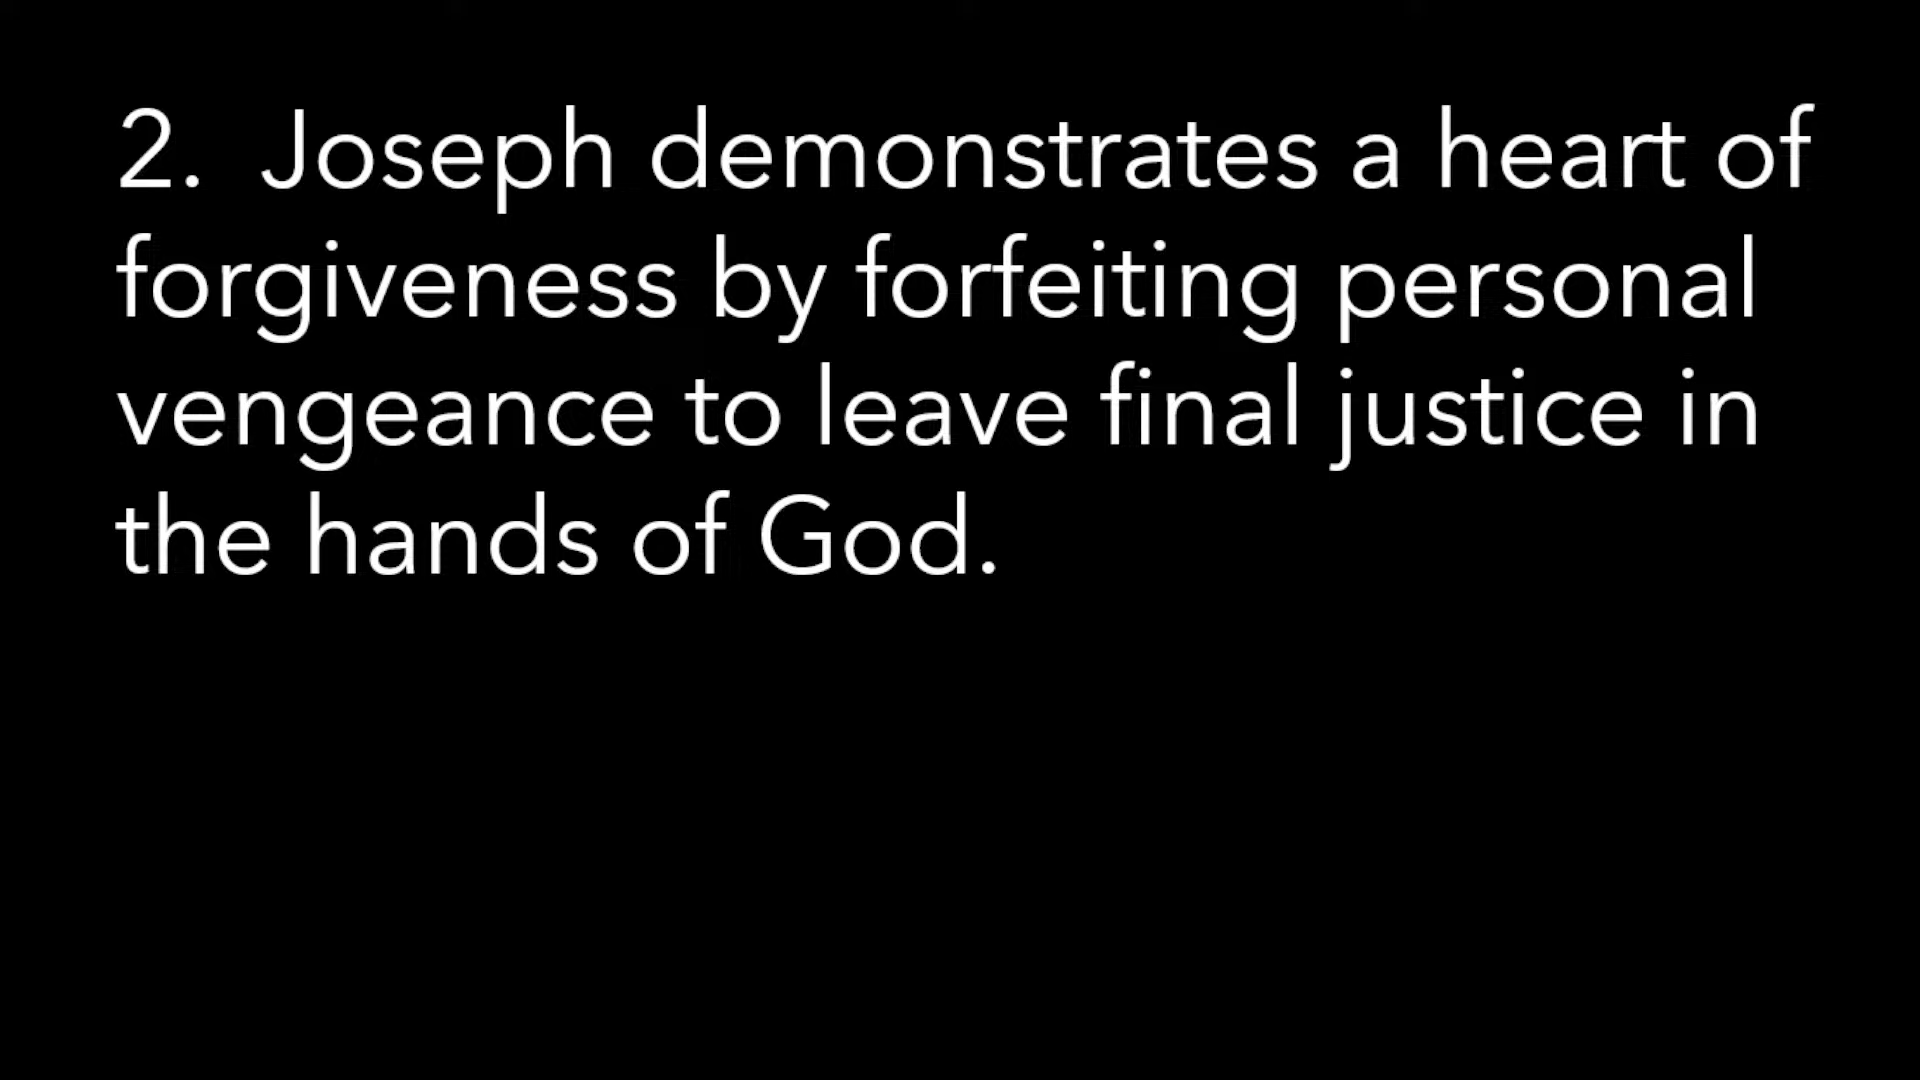 2.  Joseph demonstrates a heart of
forgiveness by forfeiting personal
vengeance to leave final justice in
the hands of God.